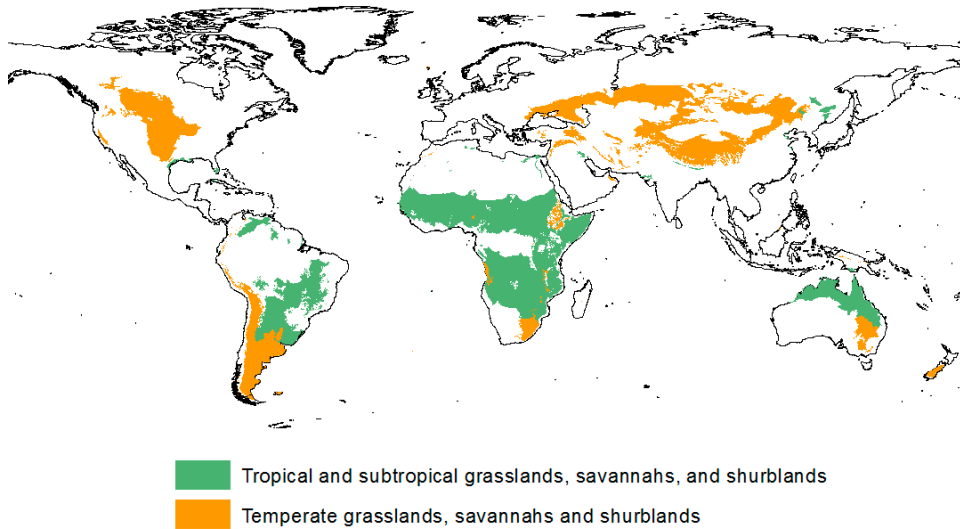 Tropical and subtropical grasslands, savannahs, and shurblands
Temperate grasslands, savannahs and shurblands